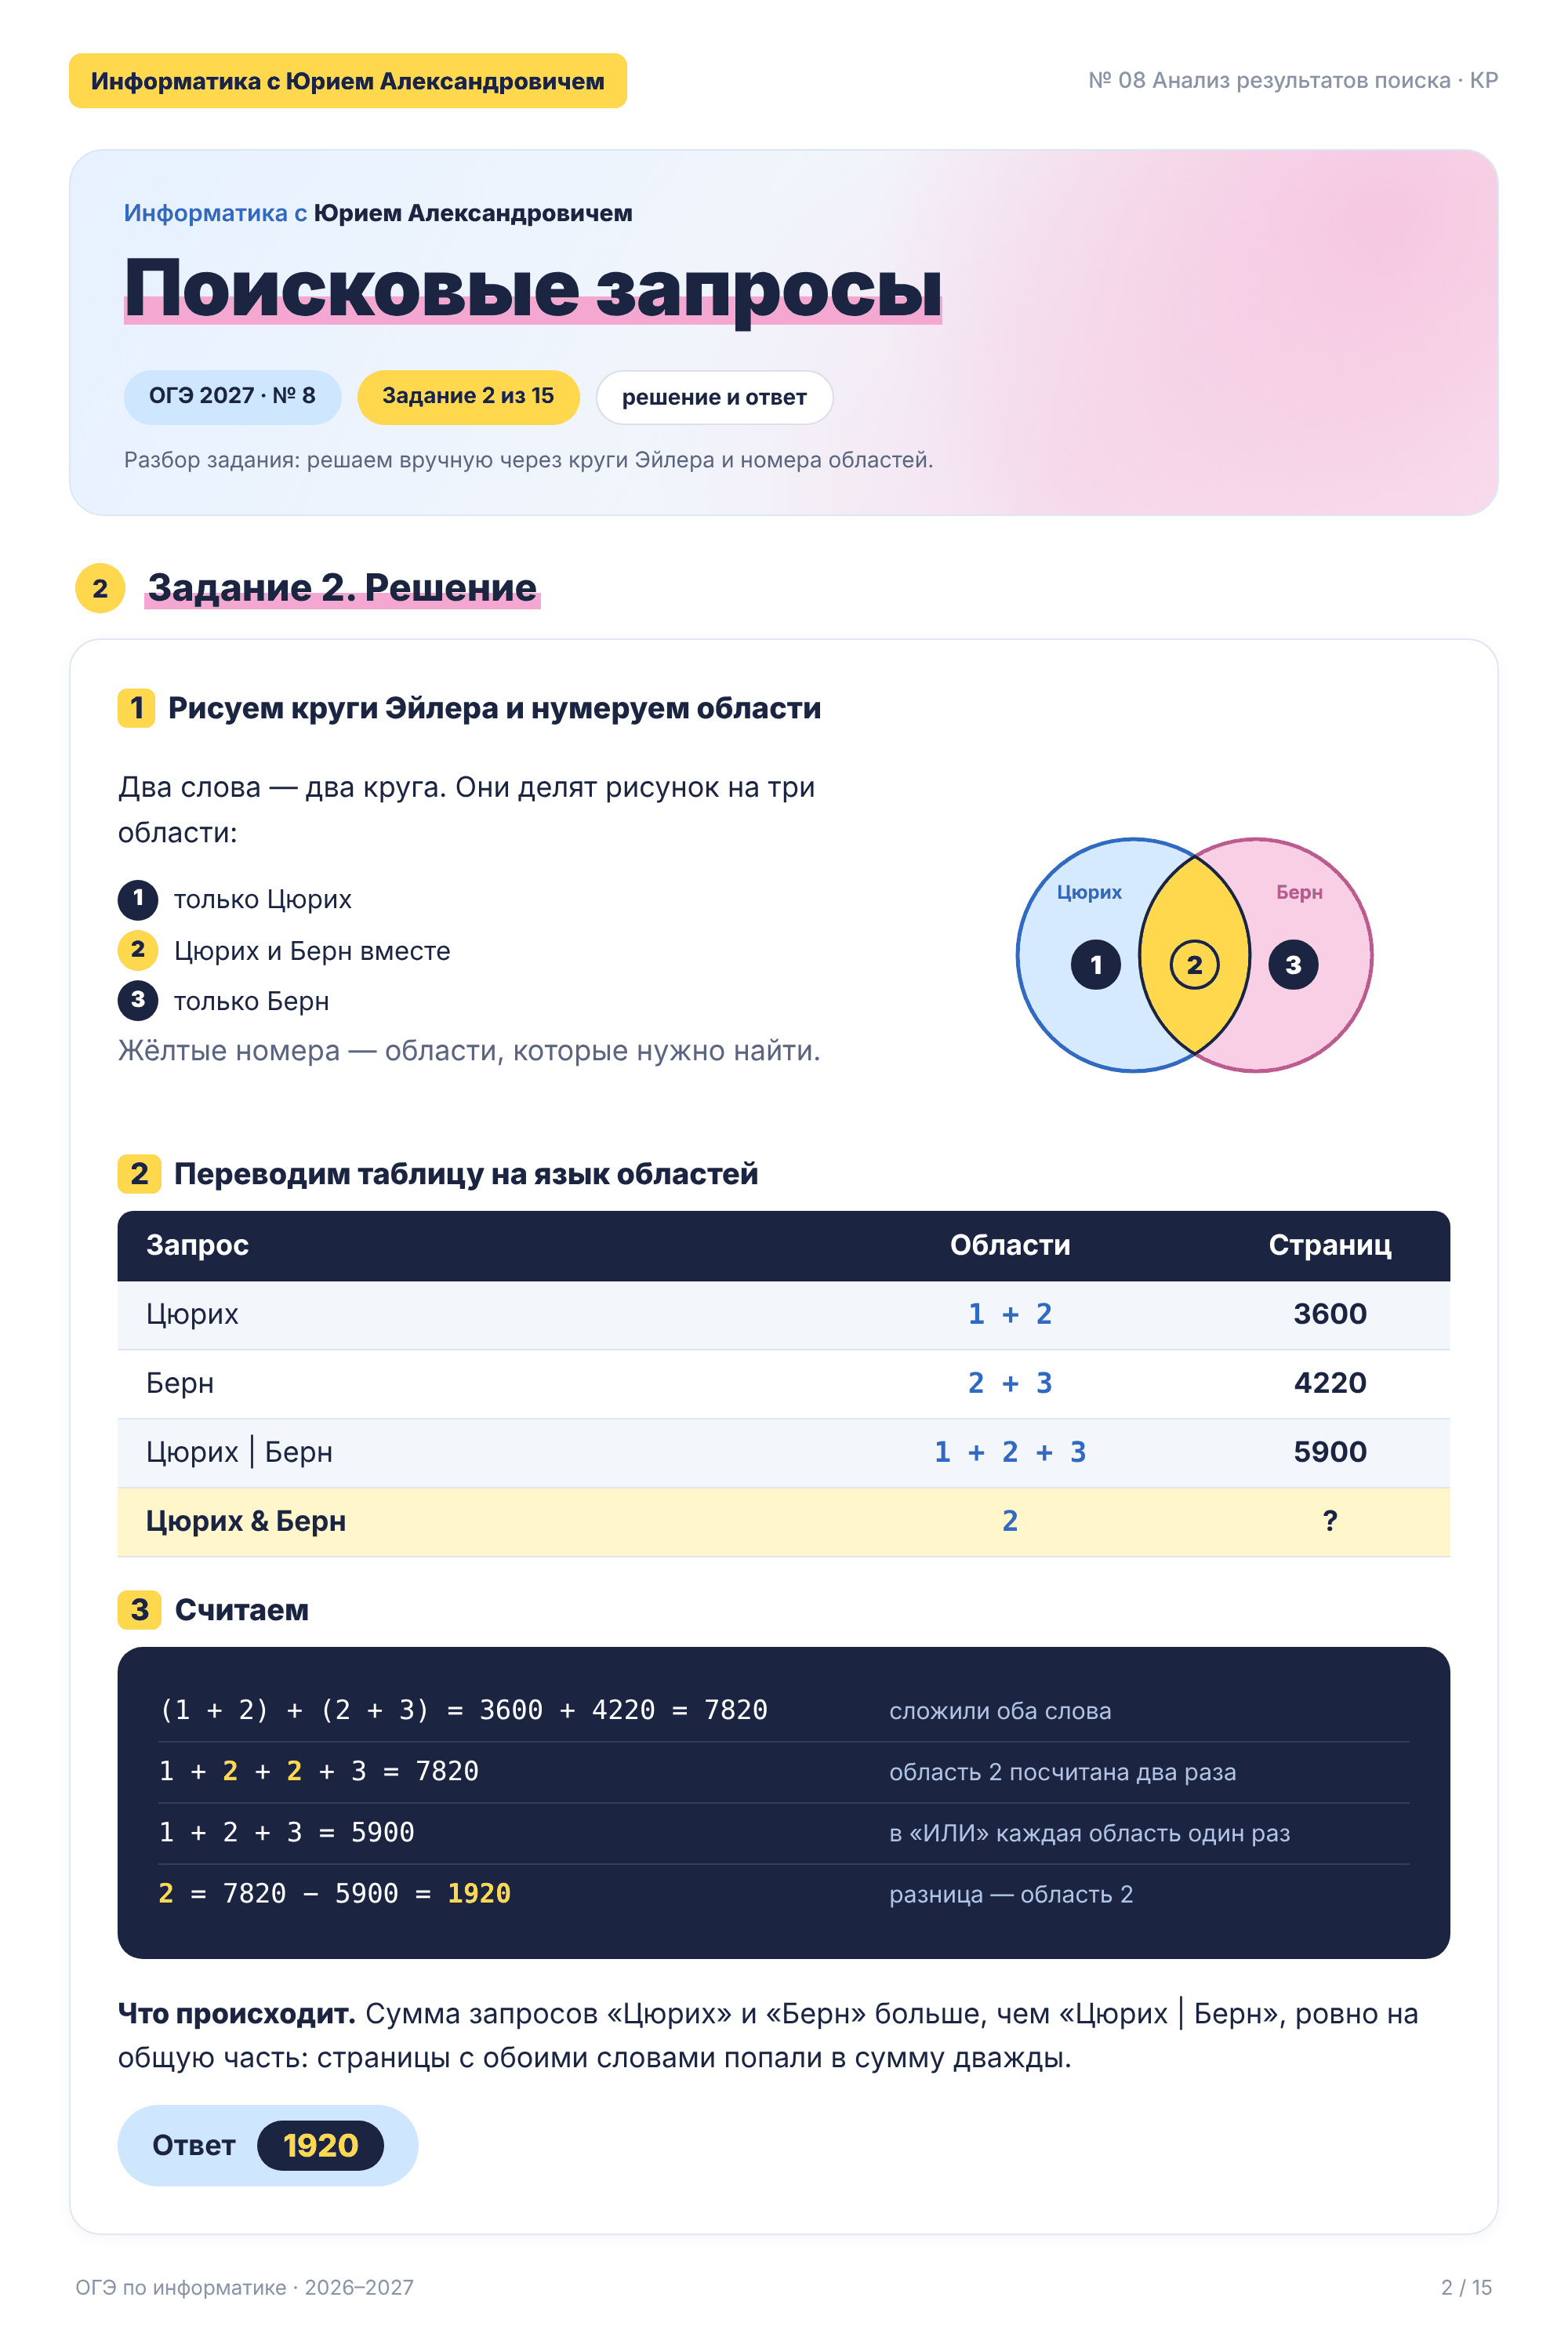 Информатика с Юрием Александровичем
№ 08 Анализ результатов поиска · КР
Информатика с Юрием Александровичем
Поисковые запросы
ОГЭ 2027 · № 8
Задание 2 из 15
решение и ответ
Разбор задания: решаем вручную через круги Эйлера и номера областей.
2 Задание 2. Решение
1 Рисуем круги Эйлера и нумеруем области
Два слова — два круга. Они делят рисунок на три
области:
1 только Цюрих
2 Цюрих и Берн вместе
3 только Берн
Жёлтые номера — области, которые нужно найти.
Цюрих Берн
1 2 3
2 Переводим таблицу на язык областей
Запрос Области Страниц
Цюрих 1 + 2 3600
Берн 2 + 3 4220
Цюрих | Берн 1 + 2 + 3 5900
Цюрих & Берн 2 ?
3 Считаем
(1 + 2) + (2 + 3) = 3600 + 4220 = 7820 сложили оба слова
1 + 2 + 2 + 3 = 7820 область 2 посчитана два раза
1 + 2 + 3 = 5900 в «ИЛИ» каждая область один раз
2 = 7820 − 5900 = 1920 разница — область 2
Что происходит. Сумма запросов «Цюрих» и «Берн» больше, чем «Цюрих | Берн», ровно на
общую часть: страницы с обоими словами попали в сумму дважды.
Ответ 1920
ОГЭ по информатике · 2026–2027
2 / 15